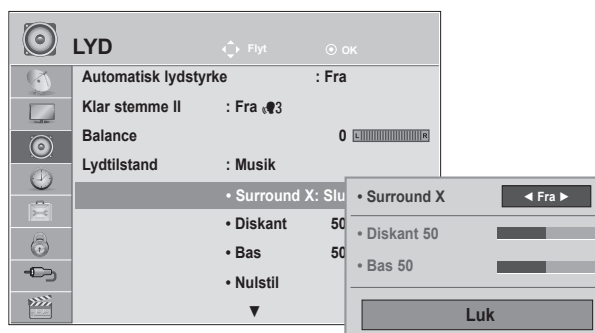 LYD
Flyt
OK
Automatisk lydstyrke : Fra
Klar stemme II : Fra 3
Balance 0 L R
Lydtilstand : Musik
• Surround X: Slu
• Diskant 50
• Bas 50
• Nulstil
▼
• Surround X ◄ Fra ►
• Diskant 50
• Bas 50
Luk